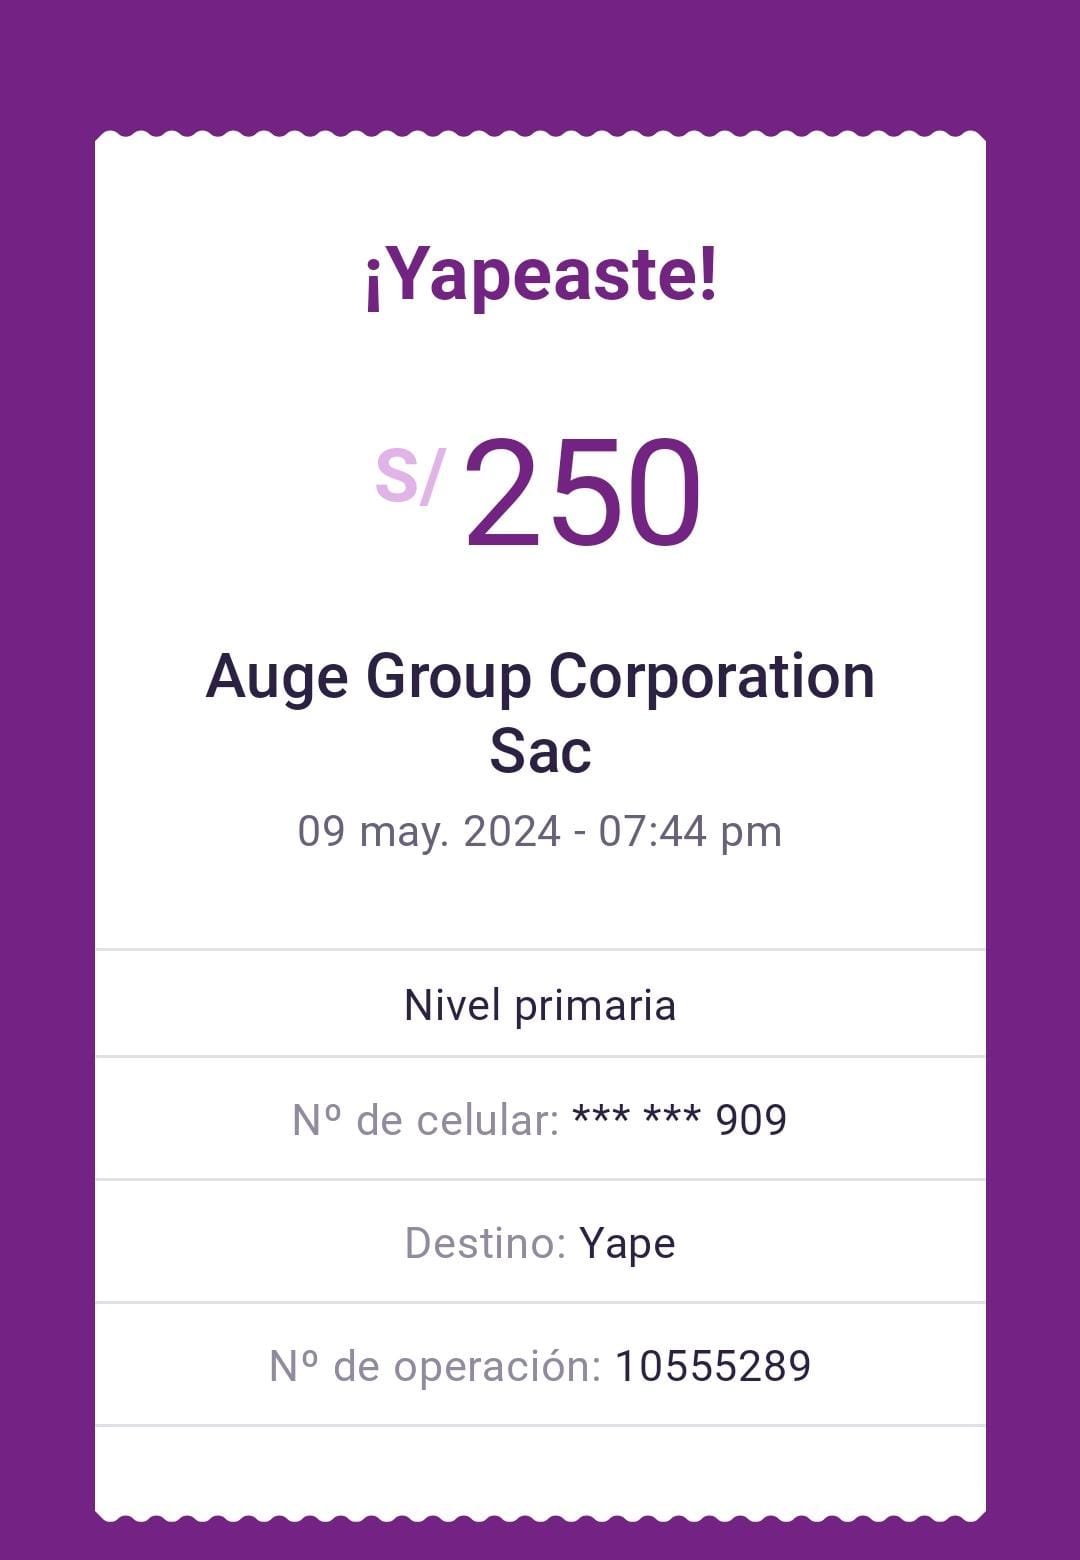 ¡Yapeaste!
S/ 250
Auge Group Corporation
Sac
09 may. 2024 - 07:44 pm
Nivel primaria
Nº de celular: *** *** 909
Destino: Yape
Nº de operación: 10555289